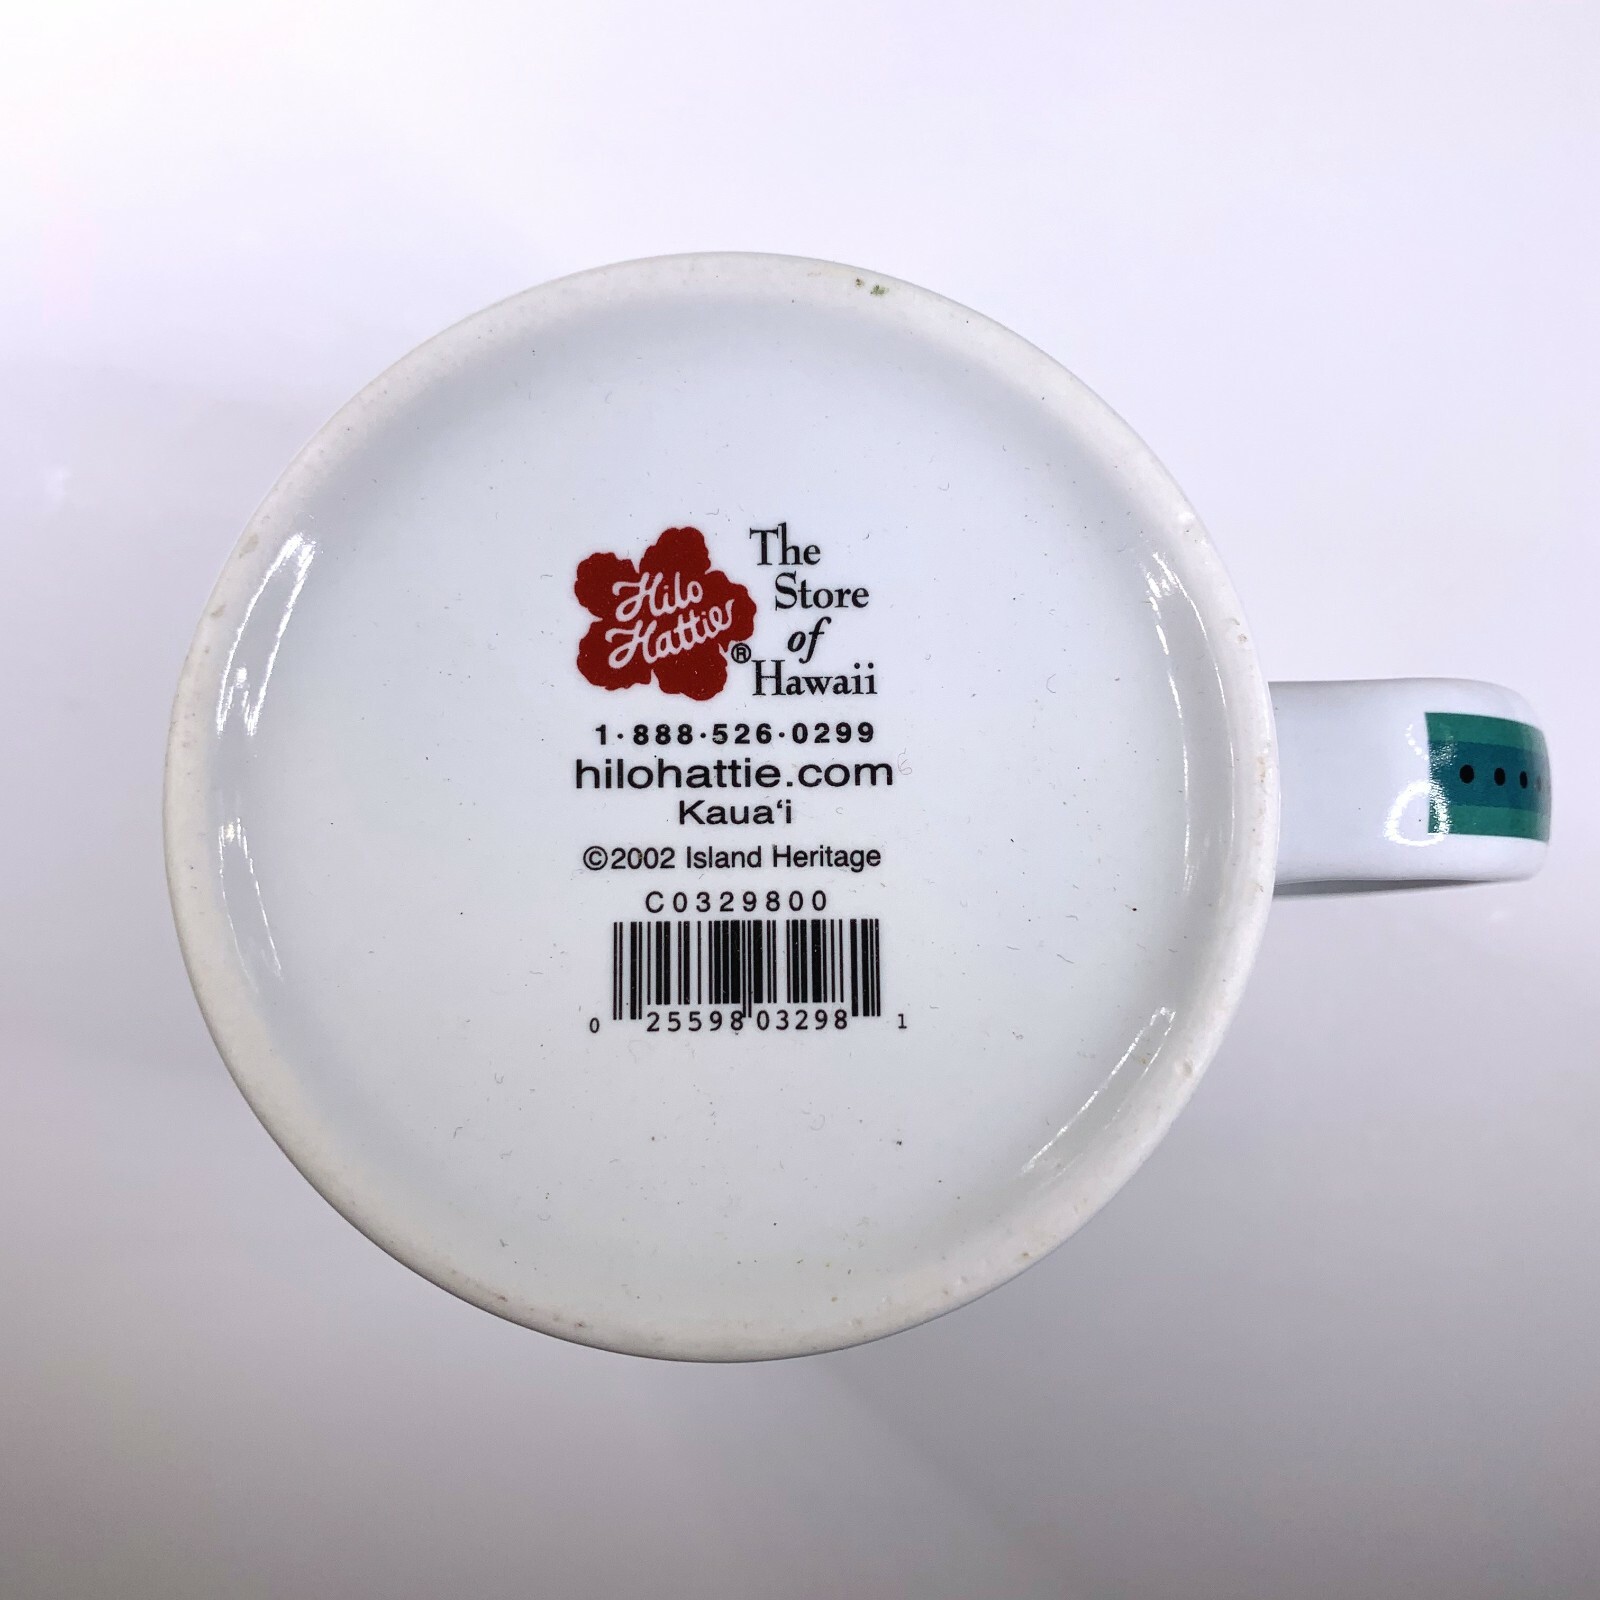 Hilo
Hattie®
The
Store
of
Hawaii
1·888·526·0299
hilohattie.com
Kauaʻi
©2002 Island Heritage
C0329800
0 25598 03298 1